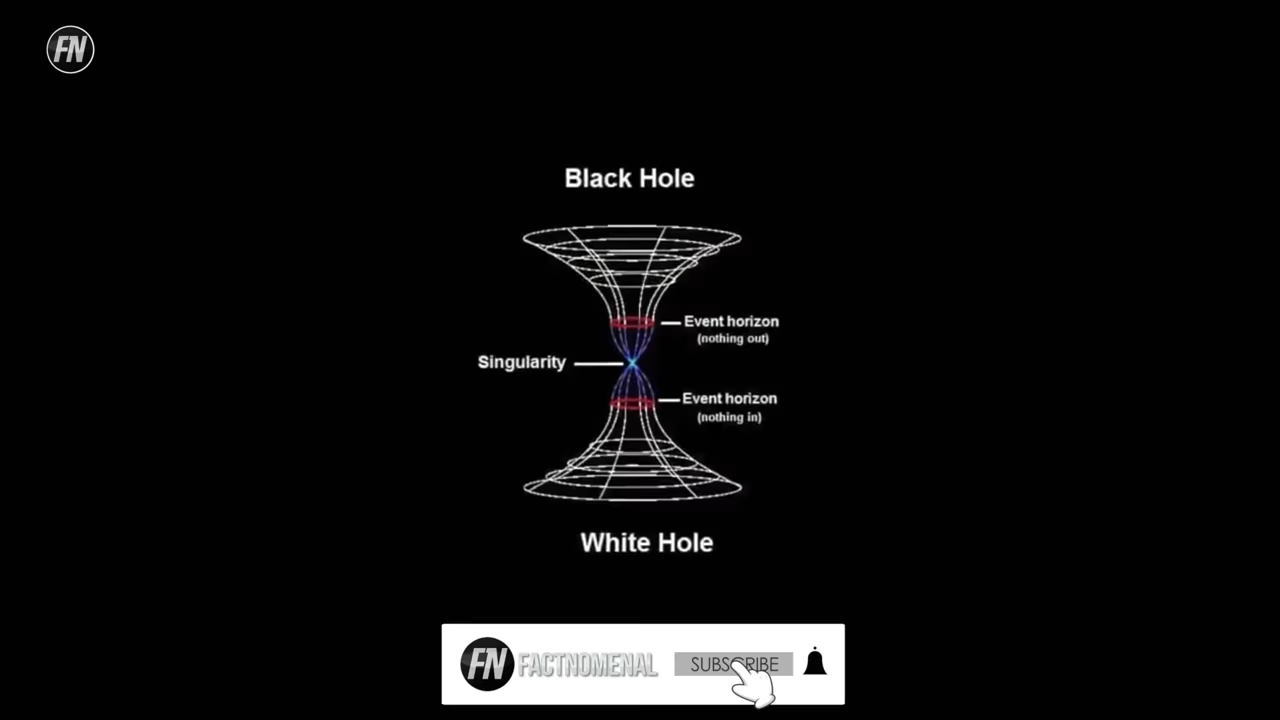 FN
Black Hole
Event horizon
(nothing out)
Singularity
Event horizon
(nothing in)
White Hole
FN FACTNOMENAL SUBSCRIBE